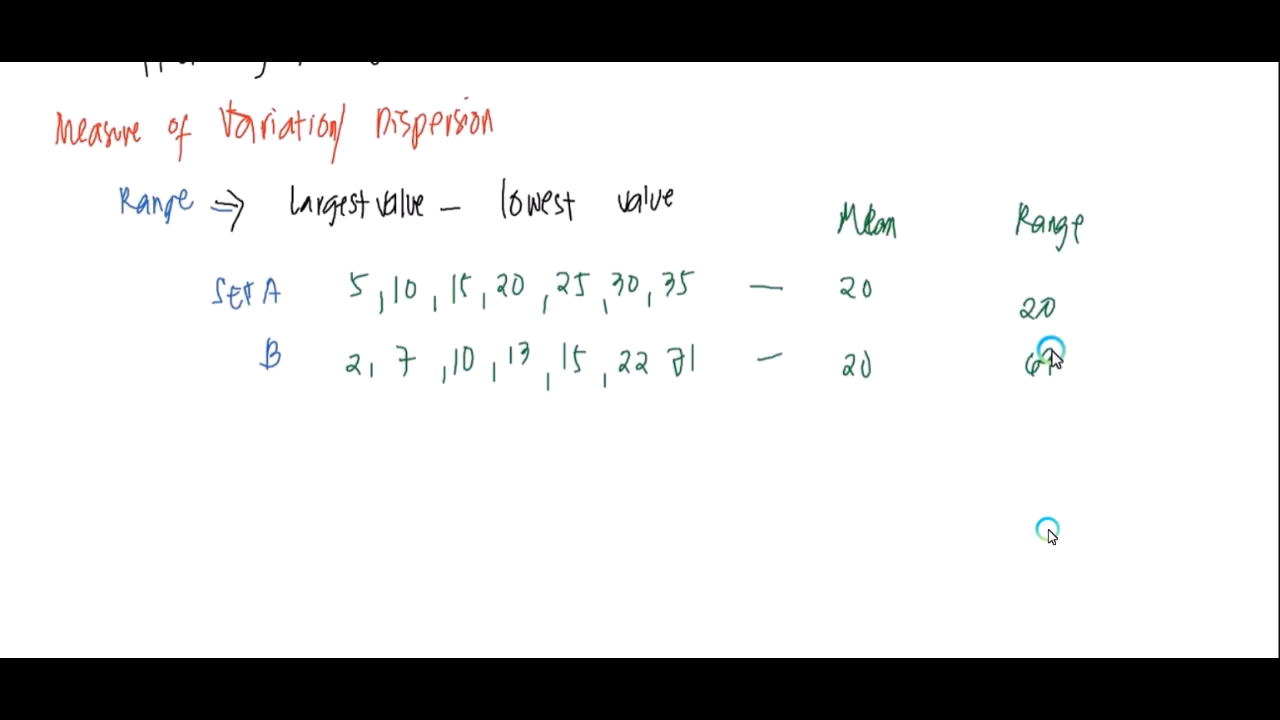 Measure of Variation/ Dispersion
Range ⇒ Largest value – lowest value
Mean Range
Set A 5, 10, 15, 20, 25, 30, 35 — 20 20
B 2, 7, 10, 13, 15, 22 71 – 20